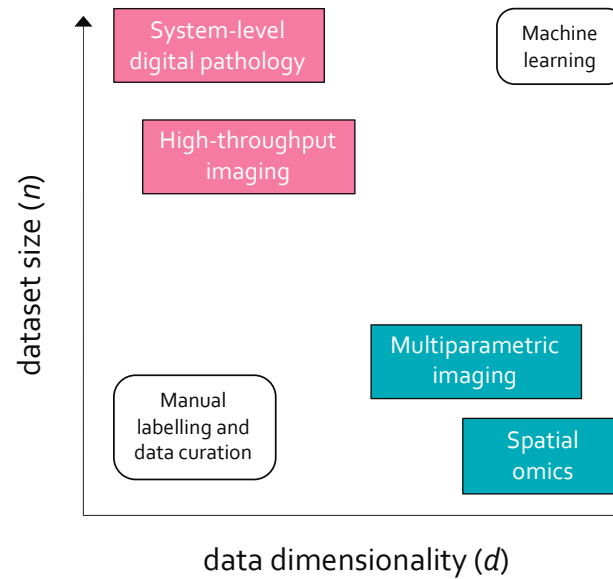 System-level
digital pathology
Machine
learning
High-throughput
imaging
dataset size (n)
Multiparametric
imaging
Manual
labelling and
data curation
Spatial
omics
data dimensionality (d)